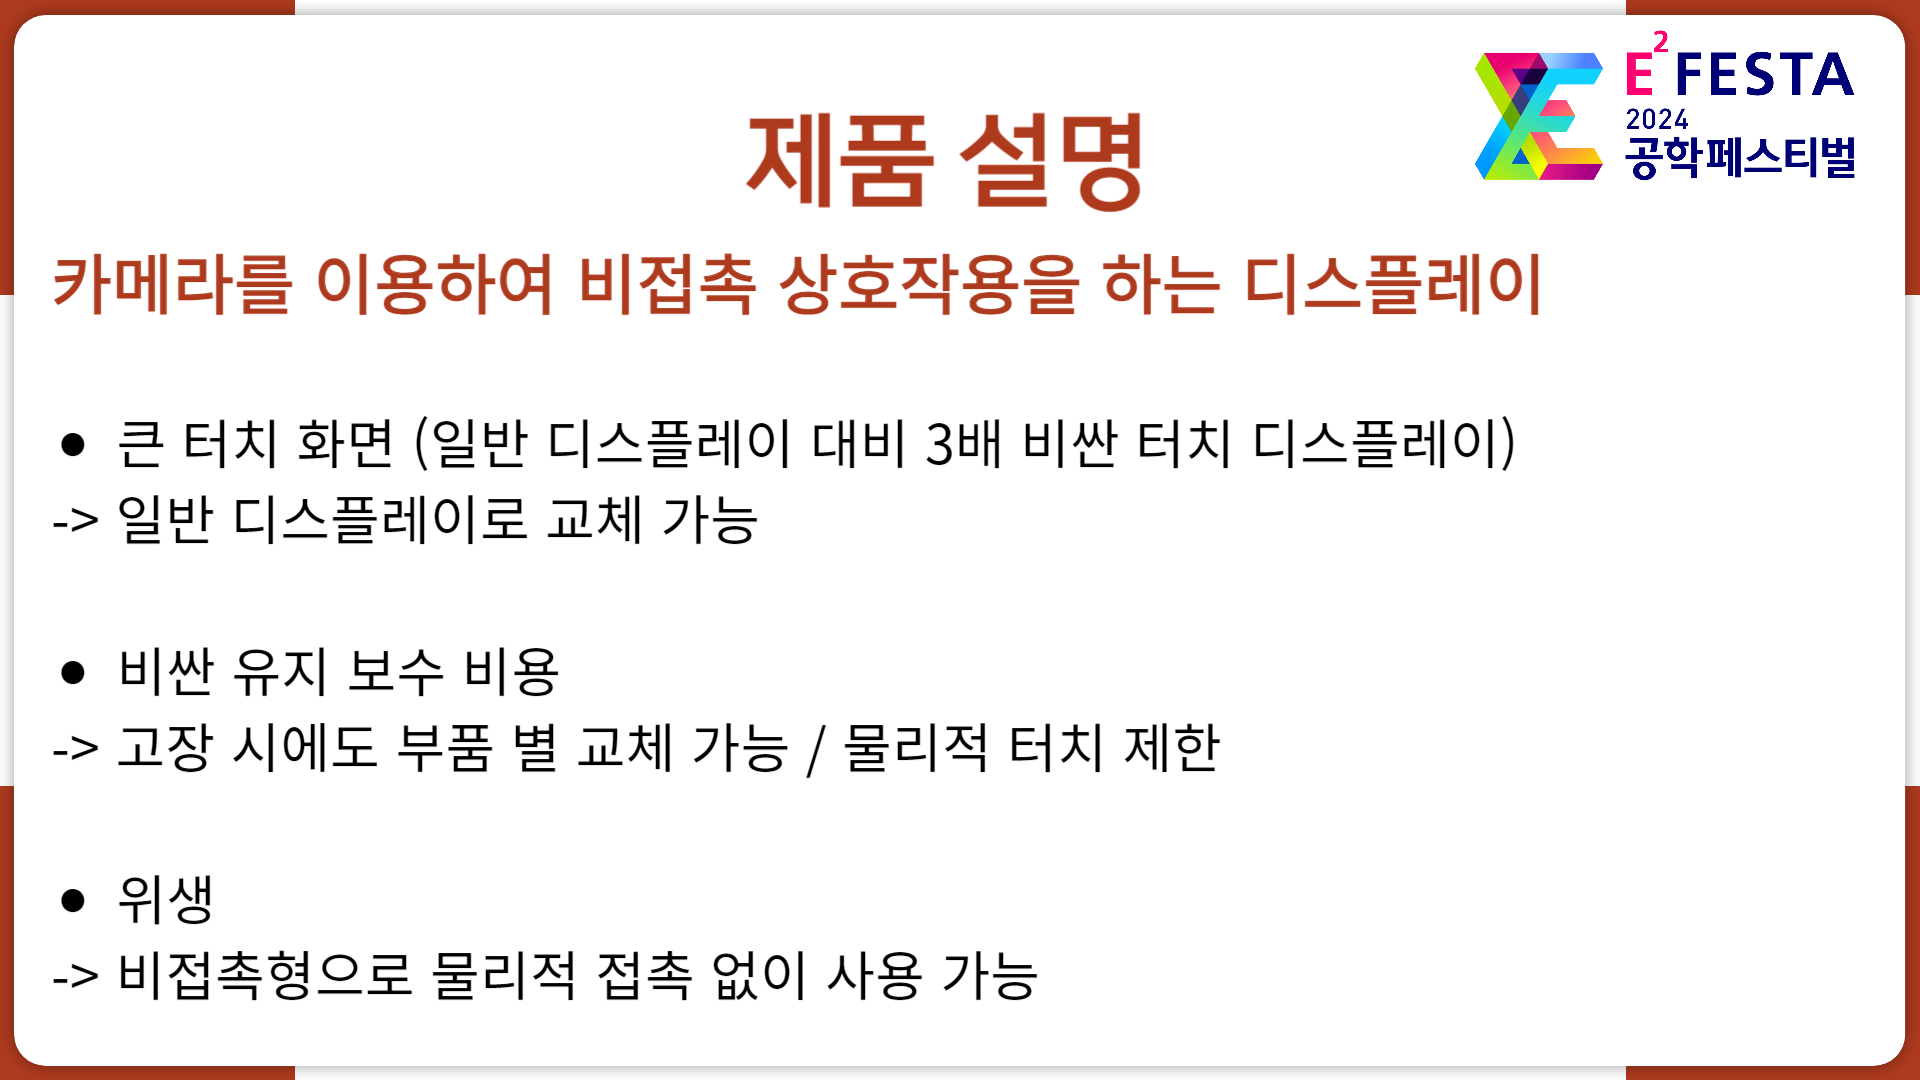 E² FESTA
2024
공학페스티벌
제품 설명
카메라를 이용하여 비접촉 상호작용을 하는 디스플레이
● 큰 터치 화면 (일반 디스플레이 대비 3배 비싼 터치 디스플레이)
-> 일반 디스플레이로 교체 가능
● 비싼 유지 보수 비용
-> 고장 시에도 부품 별 교체 가능 / 물리적 터치 제한
● 위생
-> 비접촉형으로 물리적 접촉 없이 사용 가능